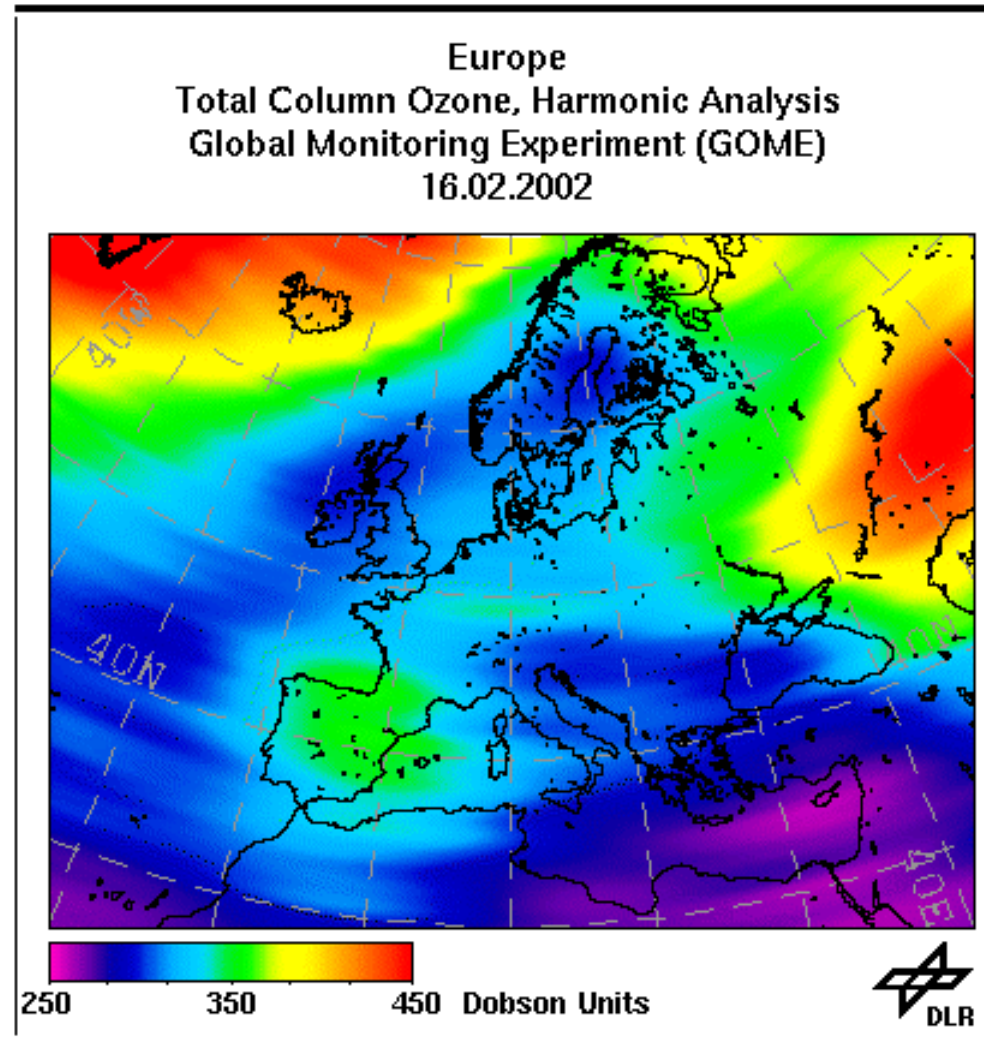 Europe
Total Column Ozone, Harmonic Analysis
Global Monitoring Experiment (GOME)
16.02.2002
40W
40N
40N
40E
250 350 450 Dobson Units
DLR